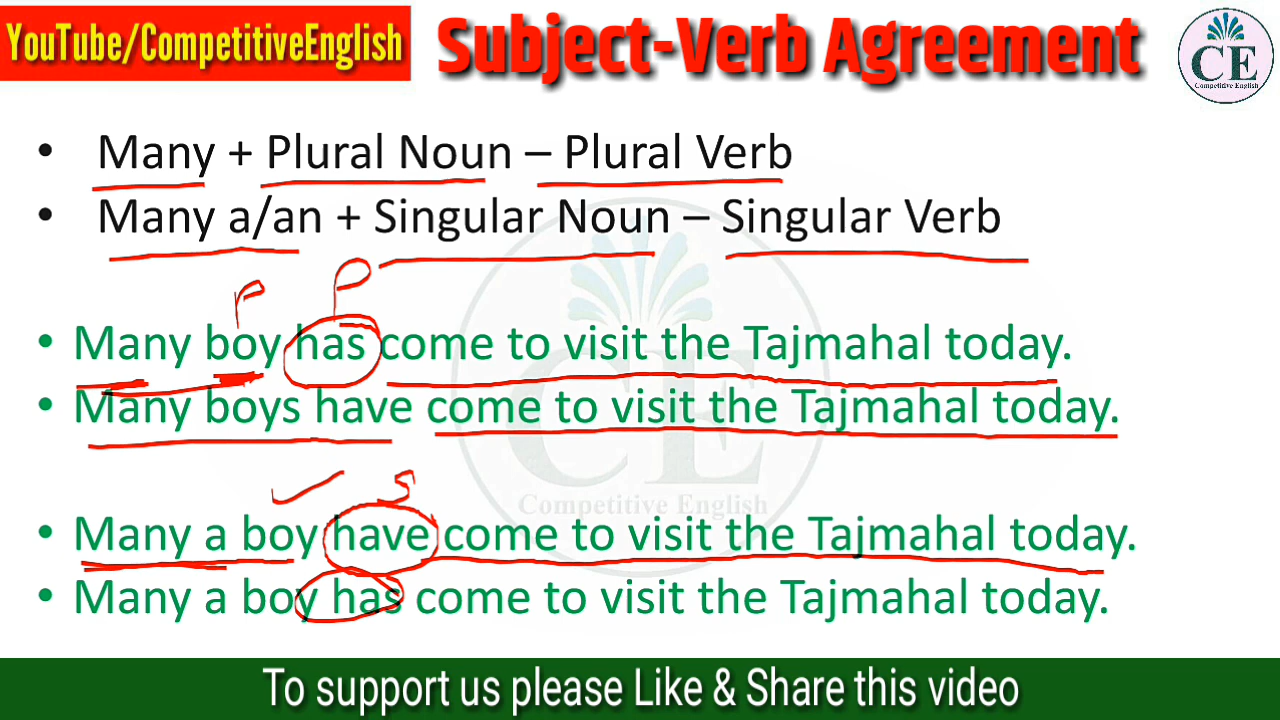 YouTube/CompetitiveEnglish
Subject-Verb Agreement
CE
Competitive English
• Many + Plural Noun – Plural Verb
• Many a/an + Singular Noun – Singular Verb
P P
• Many boy has come to visit the Tajmahal today.
• Many boys have come to visit the Tajmahal today.
CE
Competitive English
S
• Many a boy have come to visit the Tajmahal today.
• Many a boy has come to visit the Tajmahal today.
To support us please Like & Share this video